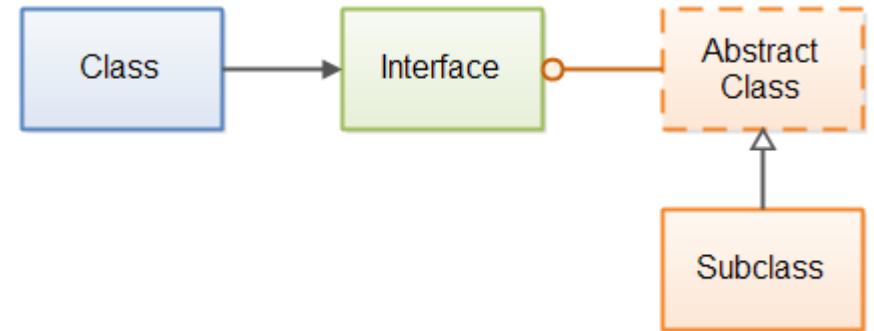 Class
Interface
Abstract
Class
Subclass